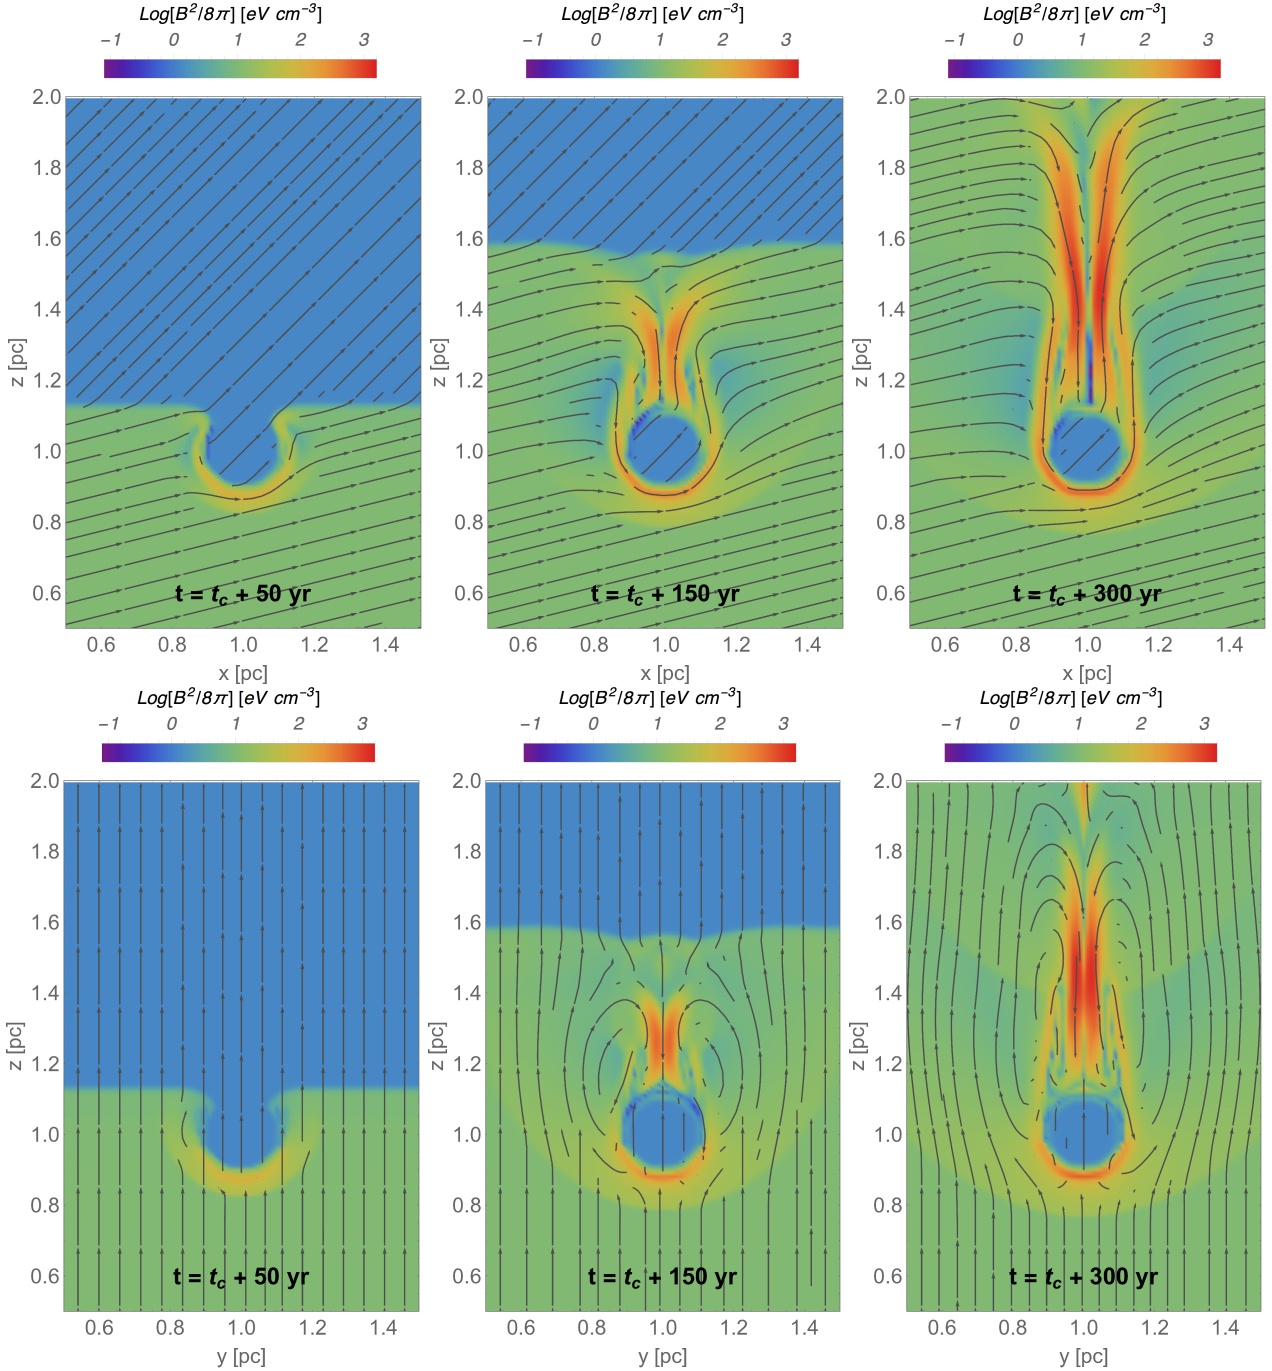 Log[B²/8π] [eV cm⁻³] Log[B²/8π] [eV cm⁻³] Log[B²/8π] [eV cm⁻³]
−1 0 1 2 3 −1 0 1 2 3 −1 0 1 2 3
2.0 2.0 2.0
1.8 1.8 1.8
1.6 1.6 1.6
1.4 1.4 1.4
z [pc] z [pc] z [pc]
1.2 1.2 1.2
1.0 1.0 1.0
0.8 0.8 0.8
0.6 t = t_c + 50 yr 0.6 t = t_c + 150 yr 0.6 t = t_c + 300 yr
0.6 0.8 1.0 1.2 1.4 0.6 0.8 1.0 1.2 1.4 0.6 0.8 1.0 1.2 1.4
x [pc] x [pc] x [pc]
Log[B²/8π] [eV cm⁻³] Log[B²/8π] [eV cm⁻³] Log[B²/8π] [eV cm⁻³]
−1 0 1 2 3 −1 0 1 2 3 −1 0 1 2 3
2.0 2.0 2.0
1.8 1.8 1.8
1.6 1.6 1.6
1.4 1.4 1.4
z [pc] z [pc] z [pc]
1.2 1.2 1.2
1.0 1.0 1.0
0.8 0.8 0.8
0.6 t = t_c + 50 yr 0.6 t = t_c + 150 yr 0.6 t = t_c + 300 yr
0.6 0.8 1.0 1.2 1.4 0.6 0.8 1.0 1.2 1.4 0.6 0.8 1.0 1.2 1.4
y [pc] y [pc] y [pc]